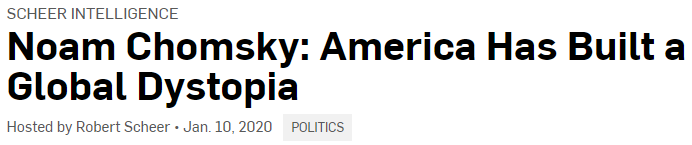 SCHEER INTELLIGENCE
Noam Chomsky: America Has Built a
Global Dystopia
Hosted by Robert Scheer • Jan. 10, 2020 POLITICS